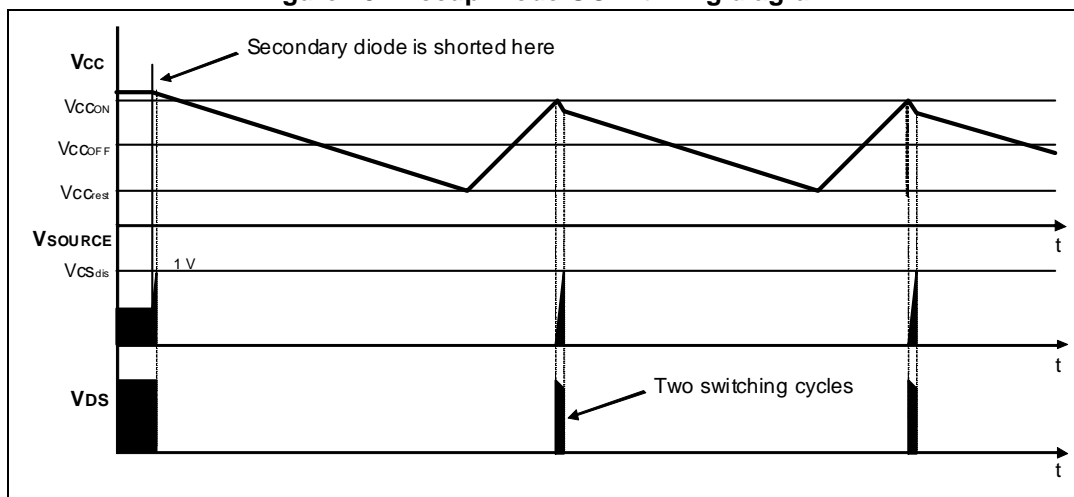 Secondary diode is shorted here
VCC
VCCON
VCCOFF
VCCrest
VSOURCE
t
VCSdis
1 V
t
Two switching cycles
VDS
t